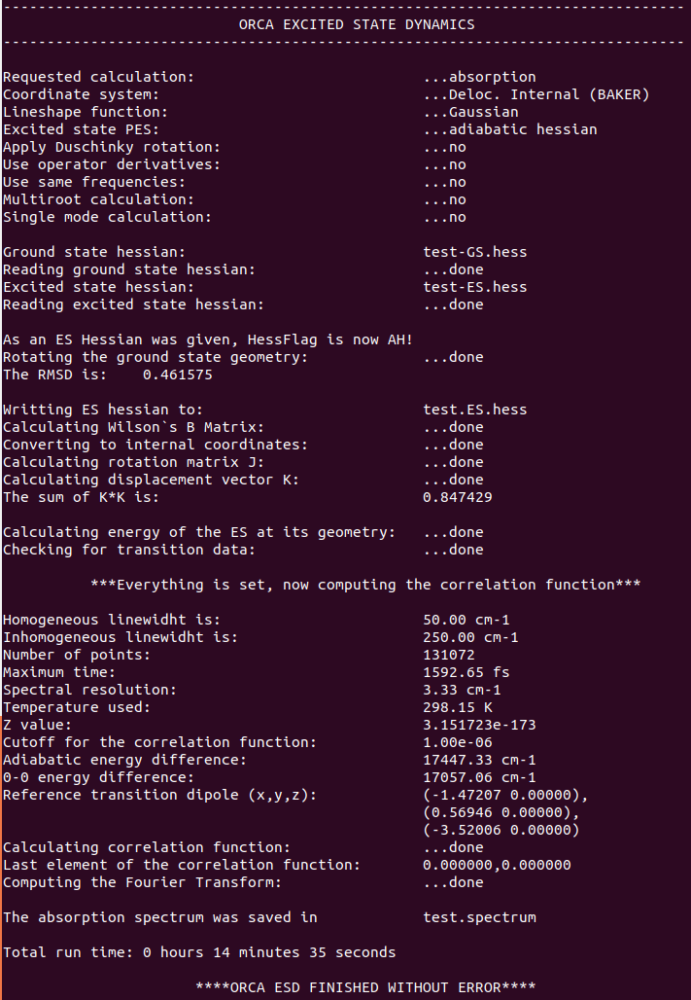 ------------------------------------------------------------------------------
ORCA EXCITED STATE DYNAMICS
------------------------------------------------------------------------------
Requested calculation: ...absorption
Coordinate system: ...Deloc. Internal (BAKER)
Lineshape function: ...Gaussian
Excited state PES: ...adiabatic hessian
Apply Duschinky rotation: ...no
Use operator derivatives: ...no
Use same frequencies: ...no
Multiroot calculation: ...no
Single mode calculation: ...no
Ground state hessian: test-GS.hess
Reading ground state hessian: ...done
Excited state hessian: test-ES.hess
Reading excited state hessian: ...done
As an ES Hessian was given, HessFlag is now AH!
Rotating the ground state geometry: ...done
The RMSD is: 0.461575
Writting ES hessian to: test.ES.hess
Calculating Wilson`s B Matrix: ...done
Converting to internal coordinates: ...done
Calculating rotation matrix J: ...done
Calculating displacement vector K: ...done
The sum of K*K is: 0.847429
Calculating energy of the ES at its geometry: ...done
Checking for transition data: ...done
***Everything is set, now computing the correlation function***
Homogeneous linewidht is: 50.00 cm-1
Inhomogeneous linewidht is: 250.00 cm-1
Number of points: 131072
Maximum time: 1592.65 fs
Spectral resolution: 3.33 cm-1
Temperature used: 298.15 K
Z value: 3.151723e-173
Cutoff for the correlation function: 1.00e-06
Adiabatic energy difference: 17447.33 cm-1
0-0 energy difference: 17057.06 cm-1
Reference transition dipole (x,y,z): (-1.47207 0.00000),
(0.56946 0.00000),
(-3.52006 0.00000)
Calculating correlation function: ...done
Last element of the correlation function: 0.000000,0.000000
Computing the Fourier Transform: ...done
The absorption spectrum was saved in test.spectrum
Total run time: 0 hours 14 minutes 35 seconds
****ORCA ESD FINISHED WITHOUT ERROR****